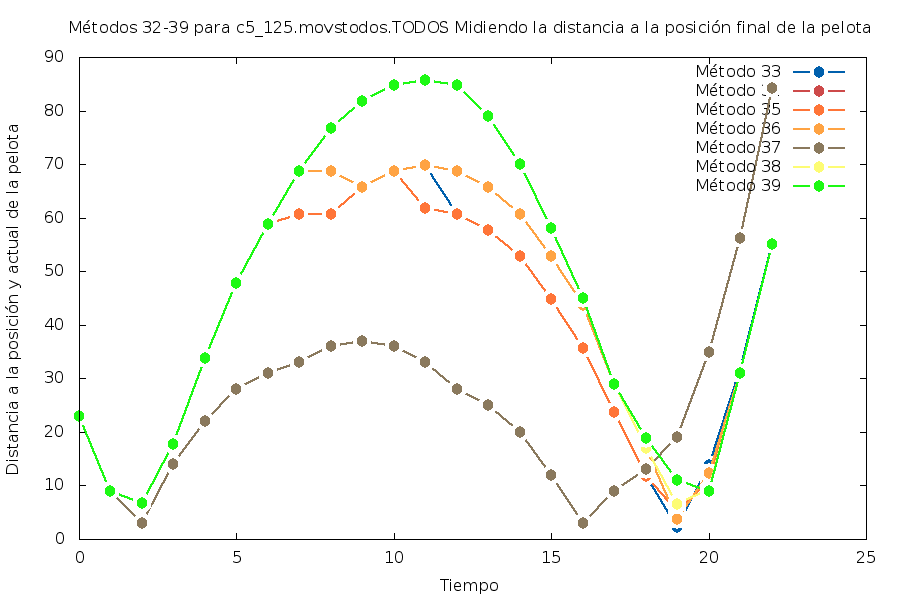 Métodos 32-39 para c5_125.movstodos.TODOS Midiendo la distancia a la posición final de la pelota
Distancia a la posición y actual de la pelota
90
80
70
60
50
40
30
20
10
0
0 5 10 15 20 25
Tiempo
Método 33
Método
Método 35
Método 36
Método 37
Método 38
Método 39